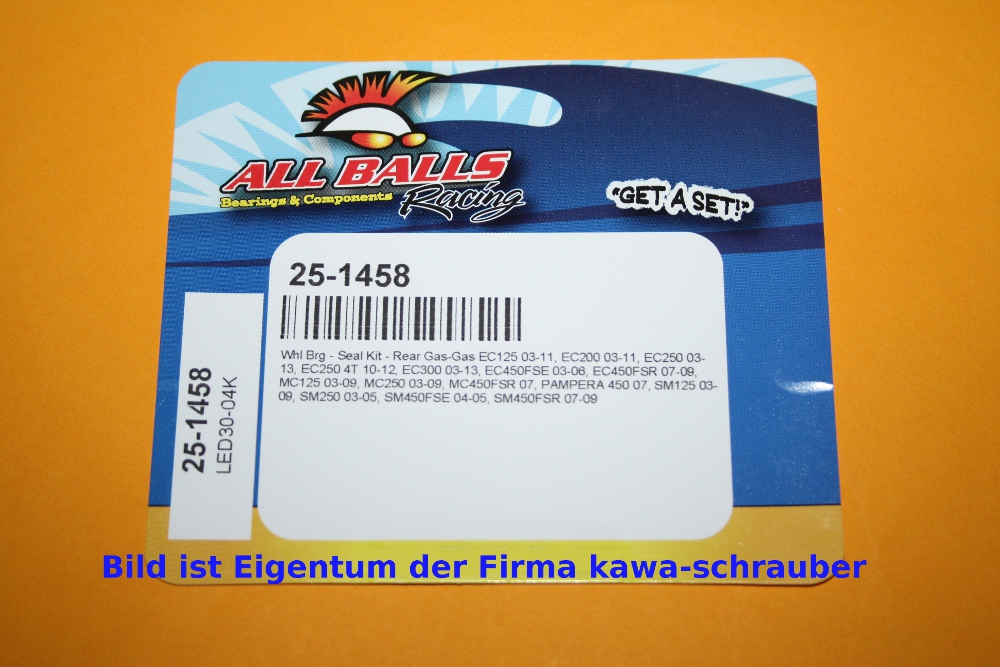 ALL BALLS
Racing
Bearings & Components
"GET A SET!"
25-1458
Whl Brg - Seal Kit - Rear Gas-Gas EC125 03-11, EC200 03-11, EC250 03-
13, EC250 4T 10-12, EC300 03-13, EC450FSE 03-06, EC450FSR 07-09,
MC125 03-09, MC250 03-09, MC450FSR 07, PAMPERA 450 07, SM125 03-
09, SM250 03-05, SM450FSE 04-05, SM450FSR 07-09
25-1458
LED30-04K
Bild ist Eigentum der Firma kawa-schrauber